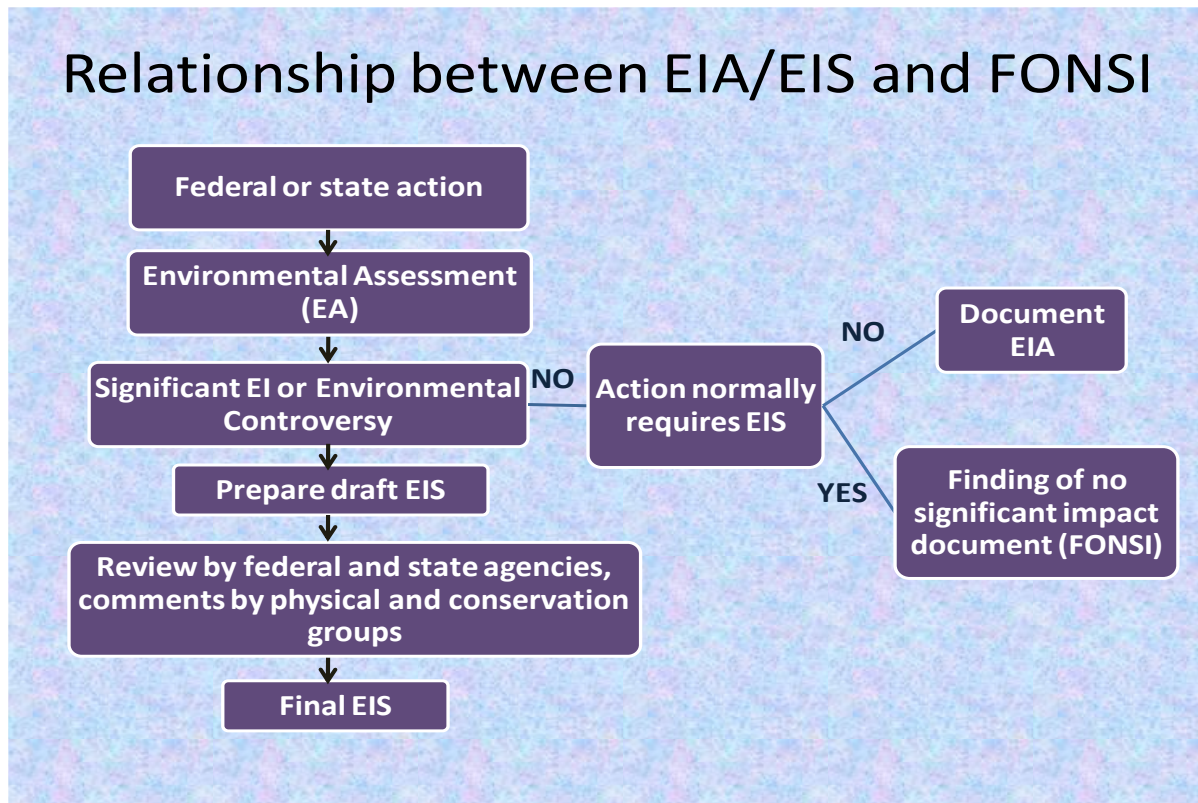 Relationship between EIA/EIS and FONSI
Federal or state action
Environmental Assessment
(EA)
Significant EI or Environmental
Controversy
NO
Action normally
requires EIS
NO
Document
EIA
YES
Finding of no
significant impact
document (FONSI)
Prepare draft EIS
Review by federal and state agencies,
comments by physical and conservation
groups
Final EIS